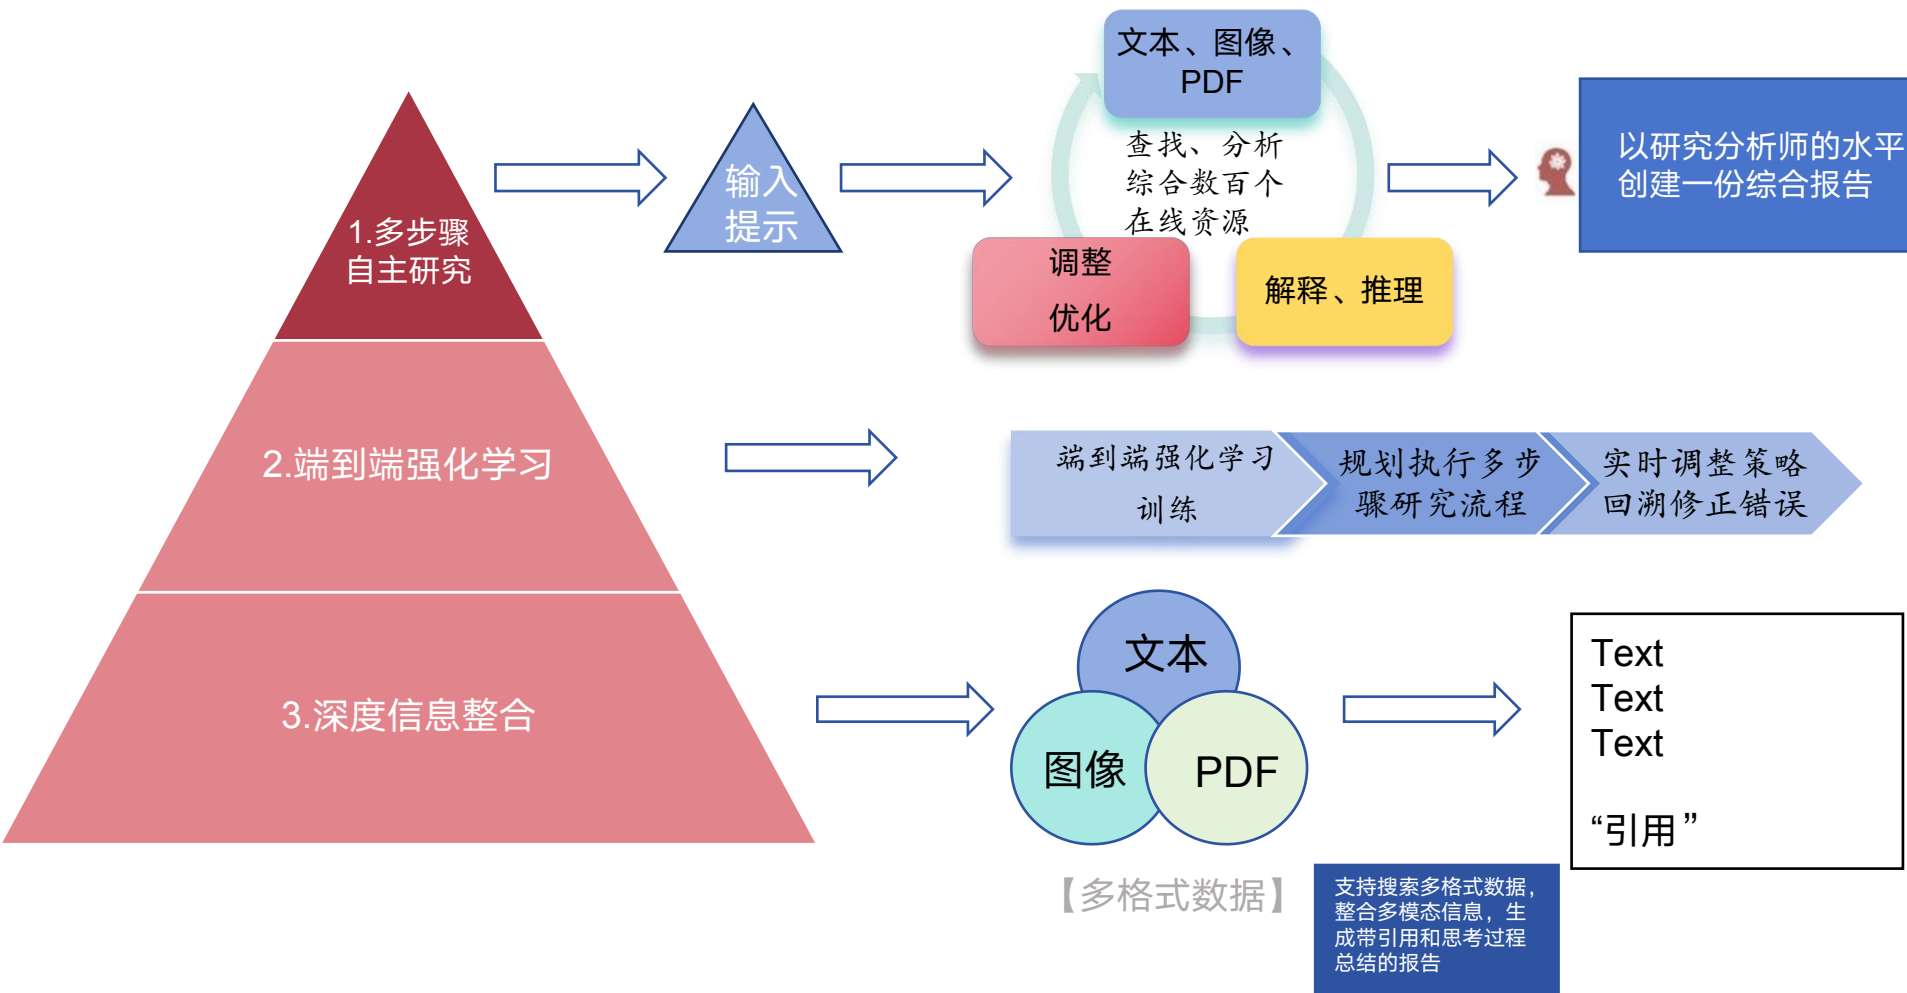 文本、图像、
PDF
查找、分析
综合数百个
在线资源
以研究分析师的水平
创建一份综合报告
输入
提示
1.多步骤
自主研究
调整
优化
解释、推理
2.端到端强化学习
端到端强化学习
训练
规划执行多步
骤研究流程
实时调整策略
回溯修正错误
3.深度信息整合
文本
图像
PDF
Text
Text
Text
“引用”
【多格式数据】
支持搜索多格式数据，
整合多模态信息，生
成带引用和思考过程
总结的报告